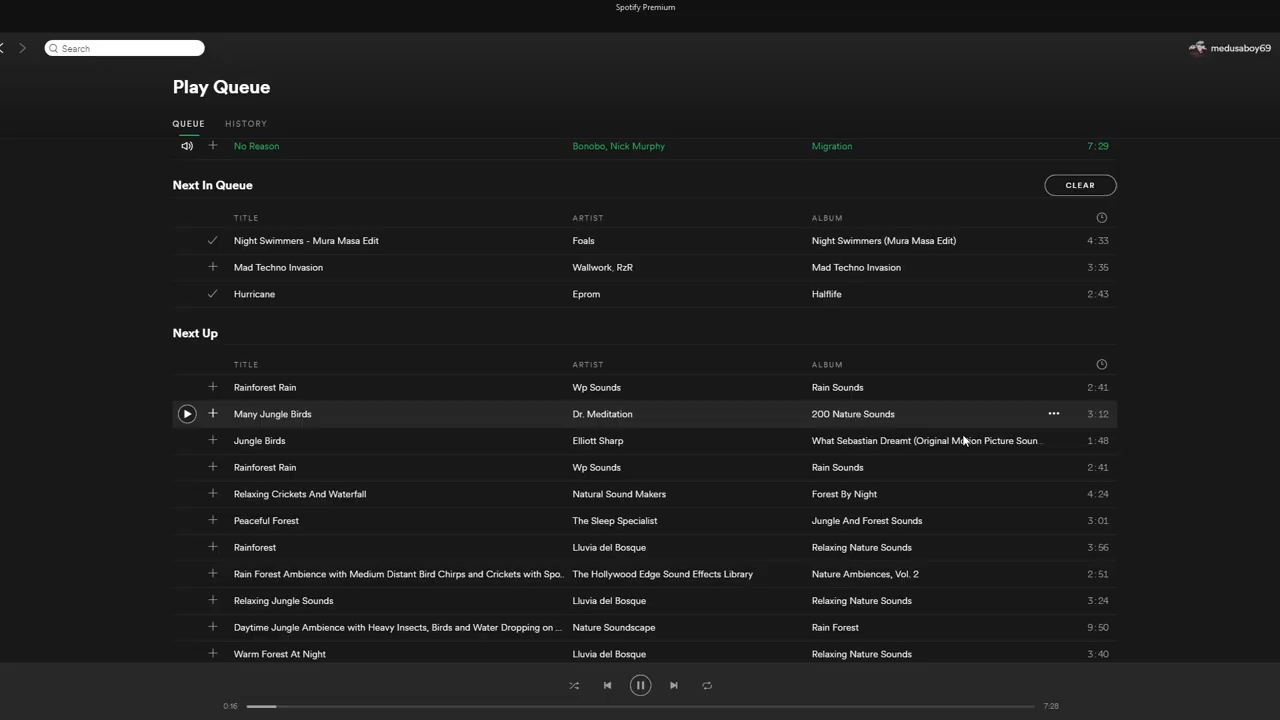 Spotify Premium
Search
medusaboy69
Play Queue
QUEUE HISTORY
No Reason Bonobo, Nick Murphy Migration 7:29
Next In Queue CLEAR
TITLE ARTIST ALBUM
Night Swimmers - Mura Masa Edit Foals Night Swimmers (Mura Masa Edit) 4:33
Mad Techno Invasion Wallwork, RzR Mad Techno Invasion 3:35
Hurricane Eprom Halflife 2:43
Next Up
TITLE ARTIST ALBUM
Rainforest Rain Wp Sounds Rain Sounds 2:41
Many Jungle Birds Dr. Meditation 200 Nature Sounds ••• 3:12
Jungle Birds Elliott Sharp What Sebastian Dreamt (Original Motion Picture Soun... 1:48
Rainforest Rain Wp Sounds Rain Sounds 2:41
Relaxing Crickets And Waterfall Natural Sound Makers Forest By Night 4:24
Peaceful Forest The Sleep Specialist Jungle And Forest Sounds 3:01
Rainforest Lluvia del Bosque Relaxing Nature Sounds 3:56
Rain Forest Ambience with Medium Distant Bird Chirps and Crickets with Spo.. The Hollywood Edge Sound Effects Library Nature Ambiences, Vol. 2 2:51
Relaxing Jungle Sounds Lluvia del Bosque Relaxing Nature Sounds 3:24
Daytime Jungle Ambience with Heavy Insects, Birds and Water Dropping on ... Nature Soundscape Rain Forest 9:50
Warm Forest At Night Lluvia del Bosque Relaxing Nature Sounds 3:40
0:16 7:28